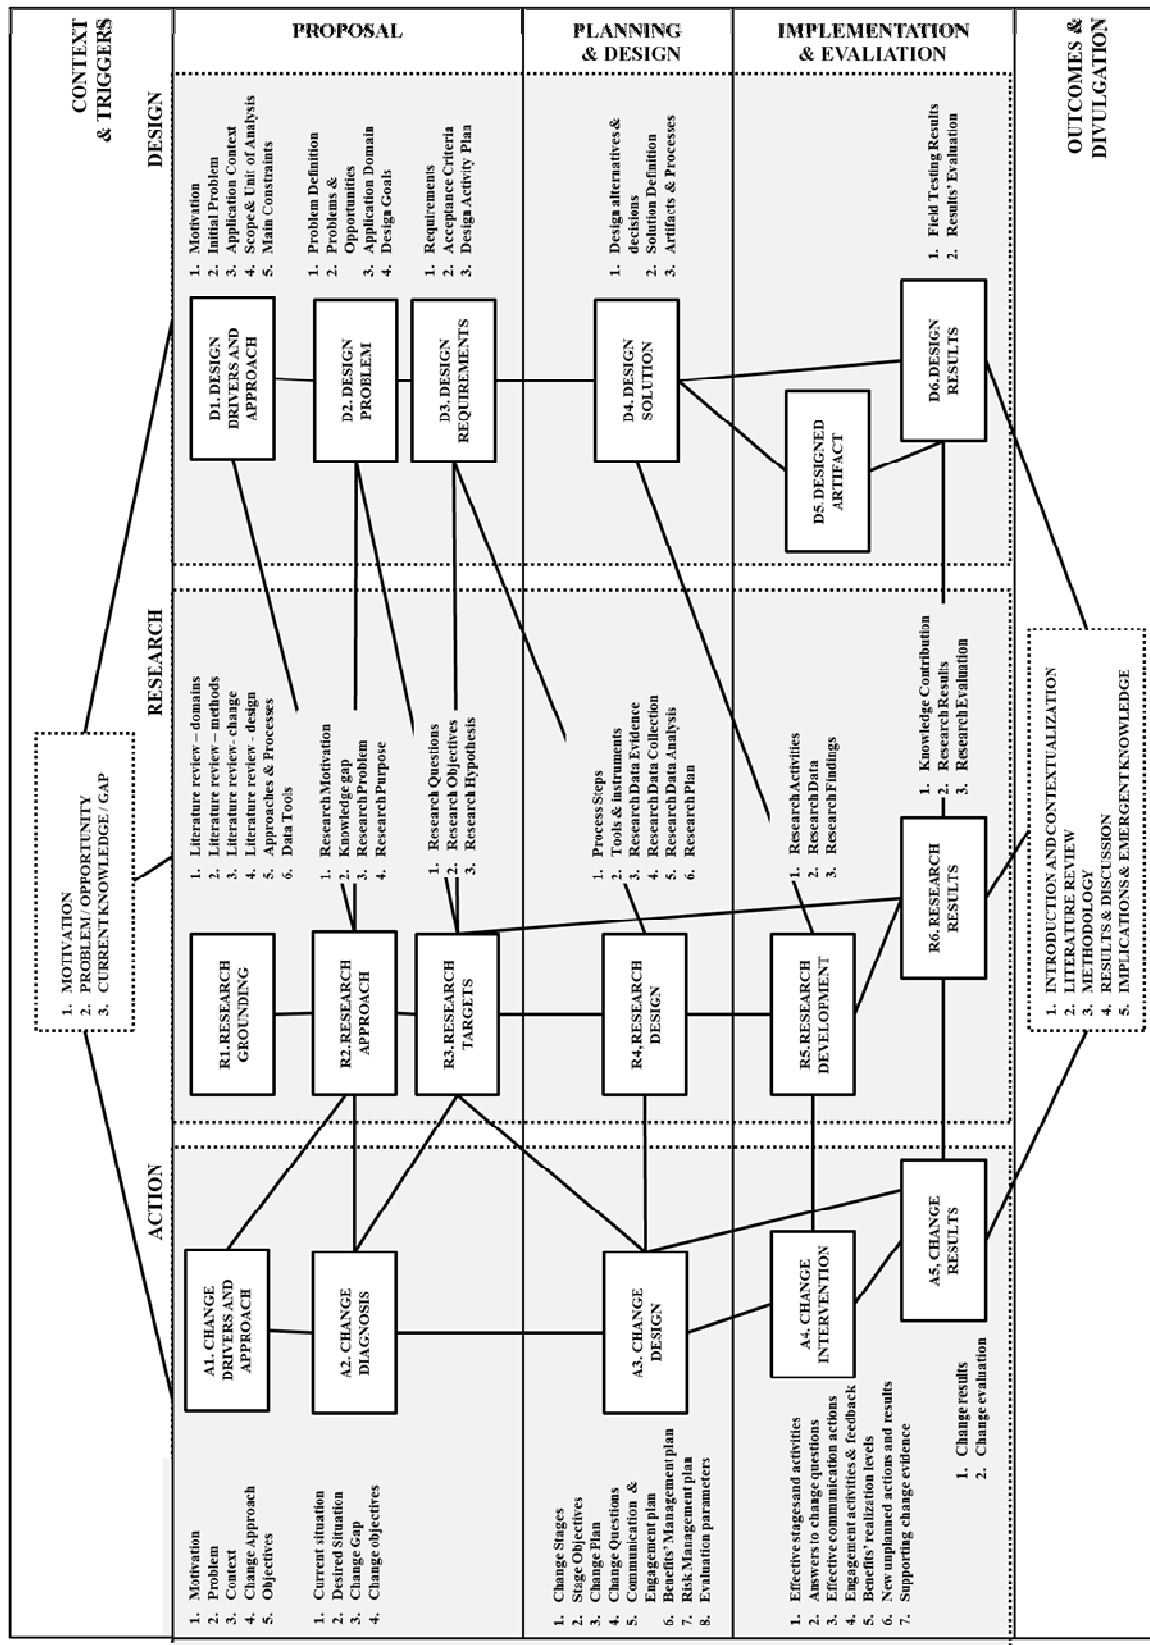 CONTEXT
& TRIGGERS
PROPOSAL
PLANNING
& DESIGN
IMPLEMENTATION
& EVALUATION
OUTCOMES &
DIVULGATION
ACTION
RESEARCH
DESIGN
1. MOTIVATION
2. PROBLEM / OPPORTUNITY
3. CURRENT KNOWLEDGE / GAP
1. Motivation
2. Problem
3. Context
4. Change Approach
5. Objectives
A1. CHANGE
DRIVERS AND
APPROACH
1. Current situation
2. Desired Situation
3. Change Gap
4. Change objectives
A2. CHANGE
DIAGNOSIS
1. Change Stages
2. Stage Objectives
3. Change Plan
4. Change Questions
5. Communication &
Engagement plan
6. Benefits' Management plan
7. Risk Management plan
8. Evaluation parameters
A3. CHANGE
DESIGN
1. Effective stages and activities
2. Answers to change questions
3. Effective communication actions
4. Engagement activities & feedback
5. Benefits' realization levels
6. New unplanned actions and results
7. Supporting change evidence
A4. CHANGE
INTERVENTION
1. Change results
2. Change evaluation
A5, CHANGE
RESULTS
R1. RESEARCH
GROUNDING
1. Literature review – domains
2. Literature review – methods
3. Literature review - change
4. Literature review - design
5. Approaches & Processes
6. Data Tools
R2. RESEARCH
APPROACH
1. Research Motivation
2. Knowledge gap
3. Research Problem
4. Research Purpose
R3. RESEARCH
TARGETS
1. Research Questions
2. Research Objectives
3. Research Hypothesis
R4, RESEARCH
DESIGN
1. Process Steps
2. Tools & instruments
3. Research Data Evidence
4. Research Data Collection
5. Research Data Analysis
6. Research Plan
R5. RESEARCH
DEVELOPMENT
1. Research Activities
2. Research Data
3. Research Findings
R6. RESEARCH
RESULTS
1. Knowledge Contribution
2. Research Results
3. Research Evaluation
D1. DESIGN
DRIVERS AND
APPROACH
1. Motivation
2. Initial Problem
3. Application Context
4. Scope & Unit of Analysis
5. Main Constraints
D2. DESIGN
PROBLEM
1. Problem Definition
2. Problems &
Opportunities
3. Application Domain
4. Design Goals
D3. DESIGN
REQUIREMENTS
1. Requirements
2. Acceptance Criteria
3. Design Activity Plan
D4. DESIGN
SOLUTION
1. Design alternatives &
decisions
2. Solution Definition
3. Artifacts & Processes
D5. DESIGNED
ARTIFACT
D6. DESIGN
RESULTS
1. Field Testing Results
2. Results' Evaluation
1. INTRODUCTION AND CONTEXTUALIZATION
2. LITERATURE REVIEW
3. METHODOLOGY
4. RESULTS & DISCUSSION
5. IMPLICATIONS & EMERGENT KNOWLEDGE